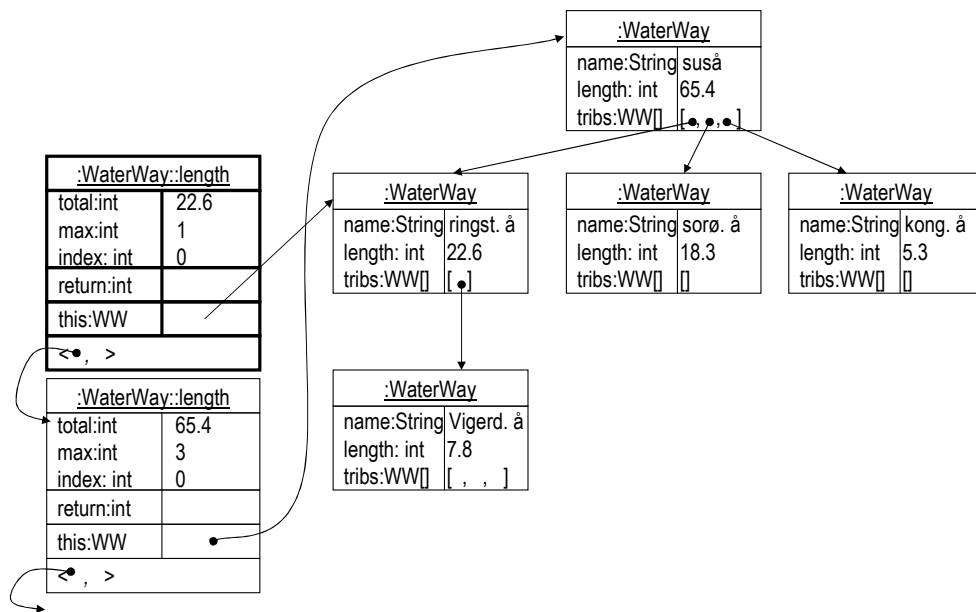 :WaterWay
name:String suså
length: int 65.4
tribs:WW[] [ , , ]
:WaterWay::length
total:int 22.6
max:int 1
index: int 0
return:int
this:WW
< , >
:WaterWay
name:String ringst. å
length: int 22.6
tribs:WW[] [ ]
:WaterWay
name:String sorø. å
length: int 18.3
tribs:WW[] []
:WaterWay
name:String kong. å
length: int 5.3
tribs:WW[] []
:WaterWay::length
total:int 65.4
max:int 3
index: int 0
return:int
this:WW
< , >
:WaterWay
name:String Vigerd. å
length: int 7.8
tribs:WW[] [ , , ]